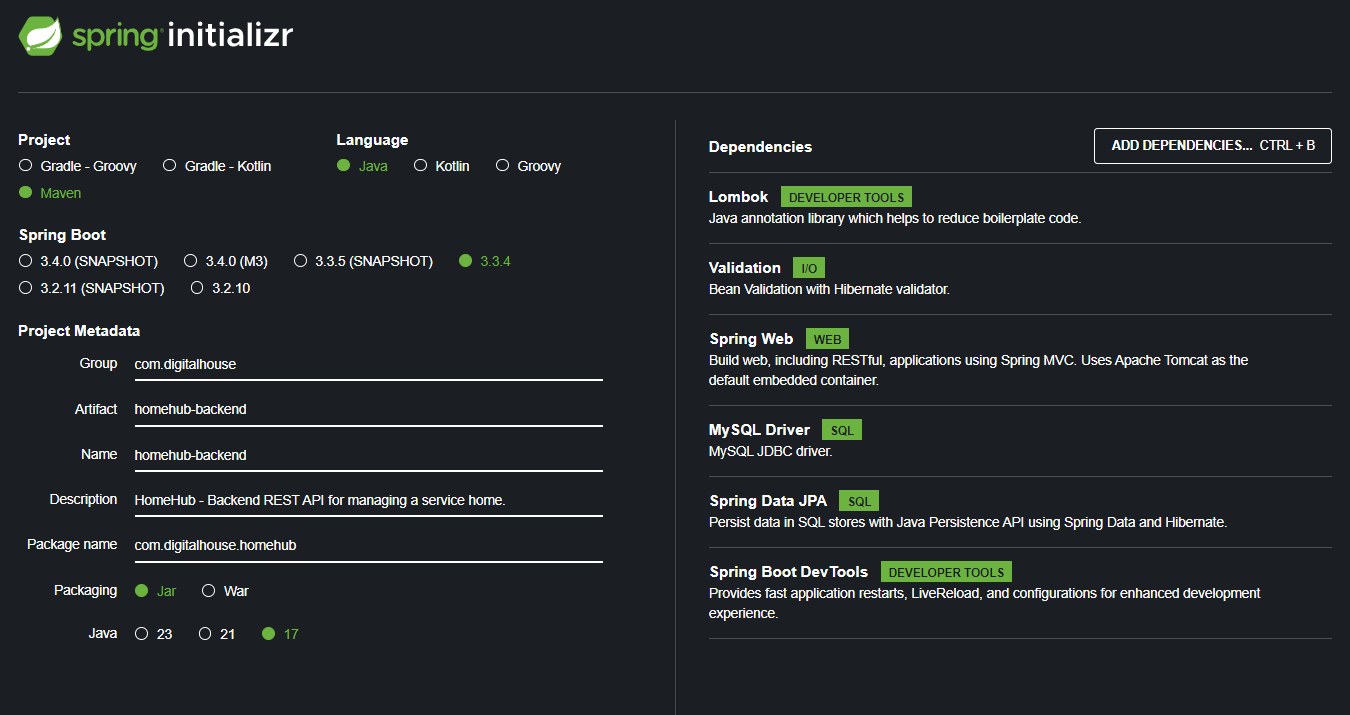 spring initializr
Project
Gradle - Groovy Gradle - Kotlin
Maven
Language
Java Kotlin Groovy
Spring Boot
3.4.0 (SNAPSHOT) 3.4.0 (M3) 3.3.5 (SNAPSHOT) 3.3.4
3.2.11 (SNAPSHOT) 3.2.10
Project Metadata
Group com.digitalhouse
Artifact homehub-backend
Name homehub-backend
Description HomeHub - Backend REST API for managing a service home.
Package name com.digitalhouse.homehub
Packaging Jar War
Java 23 21 17
Dependencies ADD DEPENDENCIES... CTRL + B
Lombok DEVELOPER TOOLS
Java annotation library which helps to reduce boilerplate code.
Validation I/O
Bean Validation with Hibernate validator.
Spring Web WEB
Build web, including RESTful, applications using Spring MVC. Uses Apache Tomcat as the
default embedded container.
MySQL Driver SQL
MySQL JDBC driver.
Spring Data JPA SQL
Persist data in SQL stores with Java Persistence API using Spring Data and Hibernate.
Spring Boot DevTools DEVELOPER TOOLS
Provides fast application restarts, LiveReload, and configurations for enhanced development
experience.